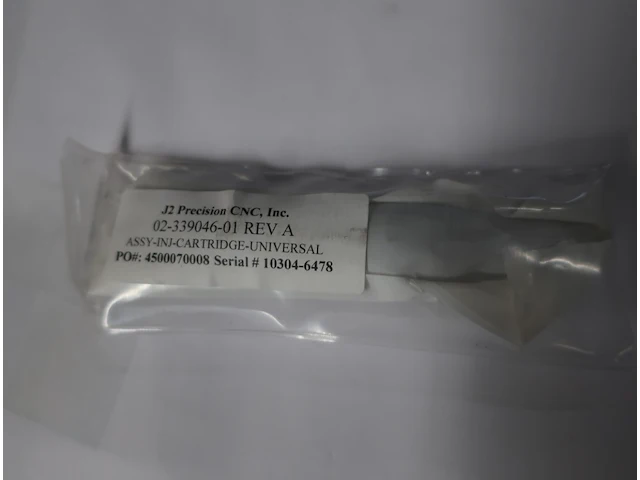 J2 Precision CNC, Inc.
02-339046-01 REV A
ASSY-INJ-CARTRIDGE-UNIVERSAL
PO#: 4500070008 Serial # 10304-6478